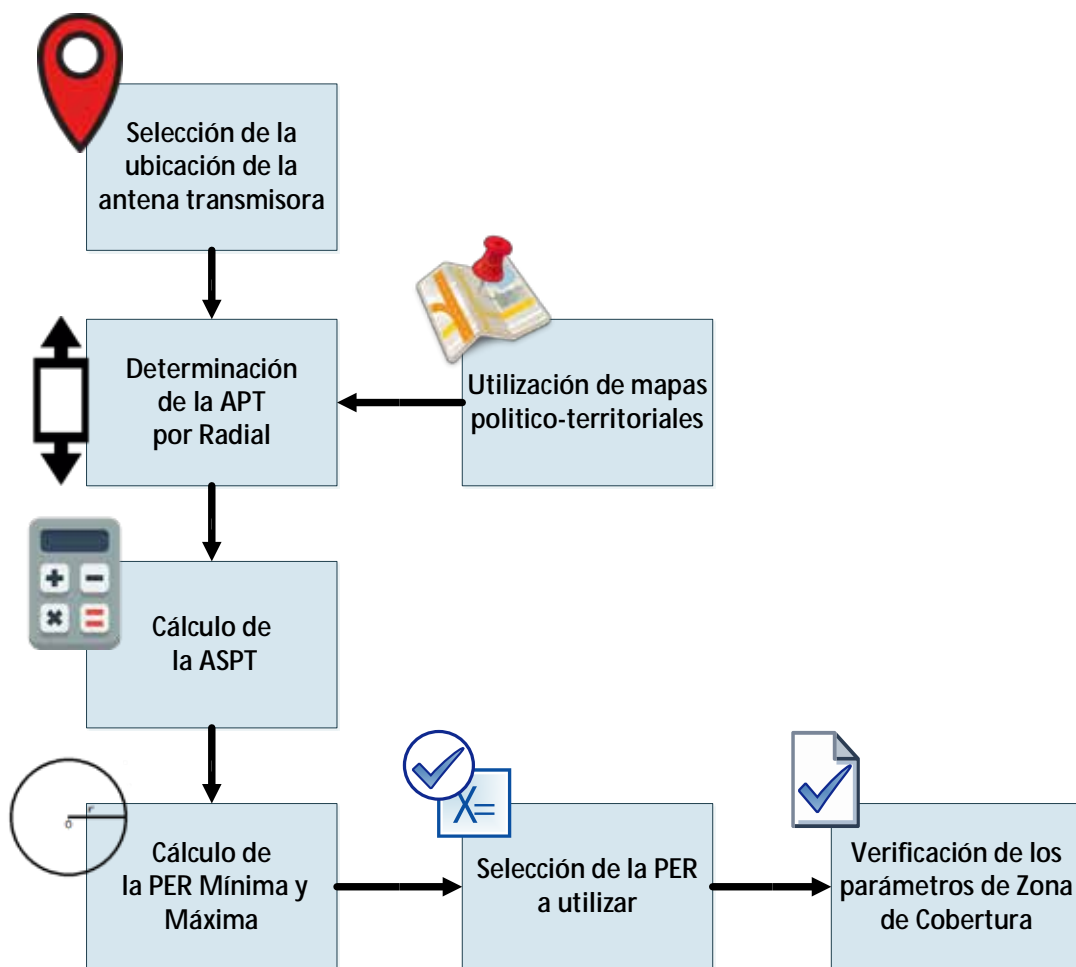 Selección de la
ubicación de la
antena transmisora
Determinación
de la APT
por Radial
Utilización de mapas
politico-territoriales
Cálculo de
la ASPT
r
o
Cálculo de
la PER Mínima y
Máxima
X=
Selección de la PER
a utilizar
Verificación de los
parámetros de Zona
de Cobertura